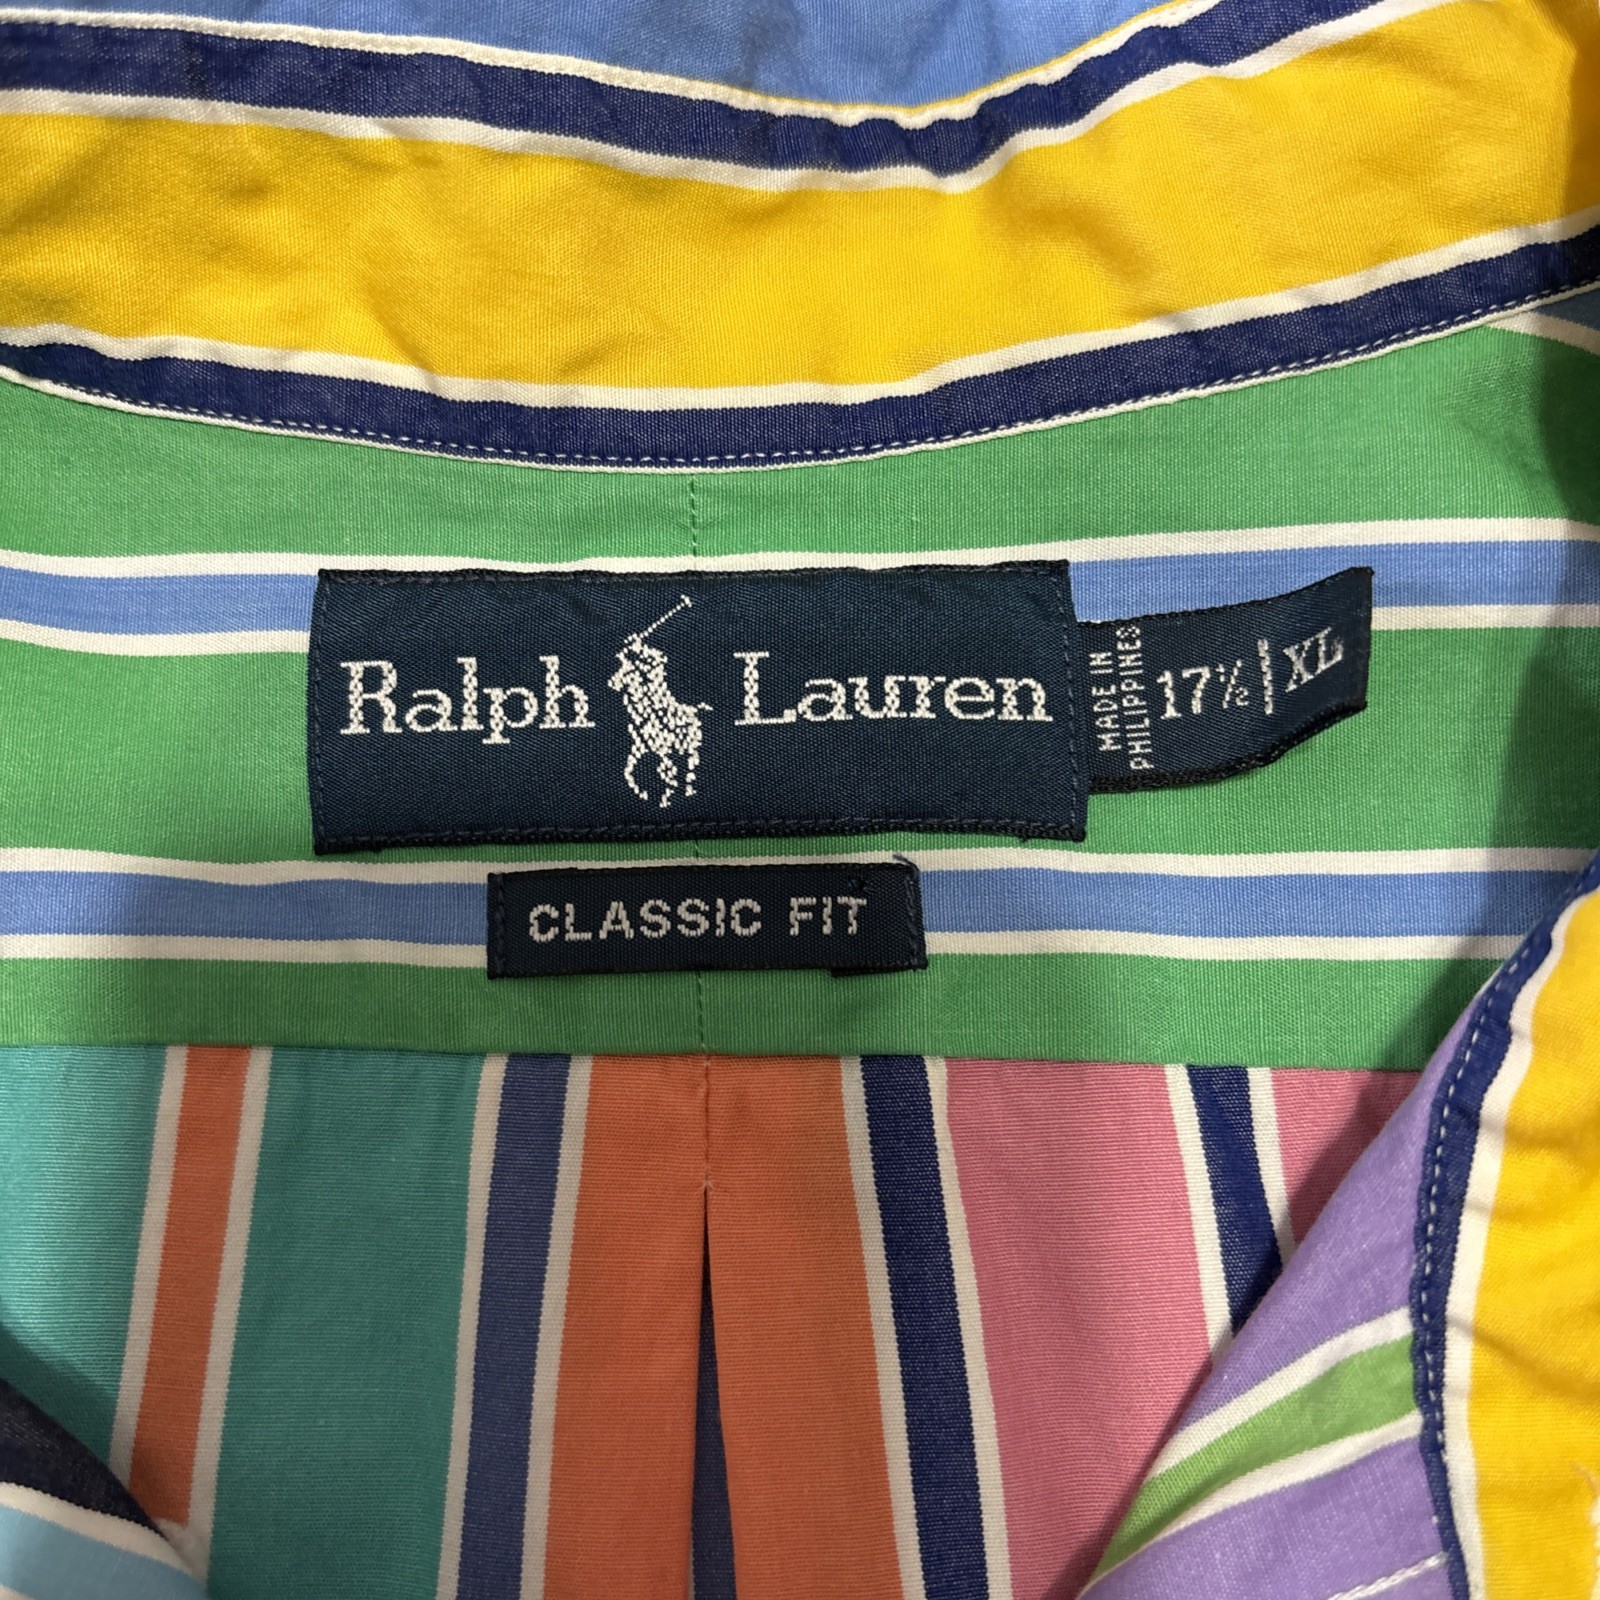 Ralph Lauren
MADE IN
PHILIPPINES
17½ | XL
CLASSIC FIT